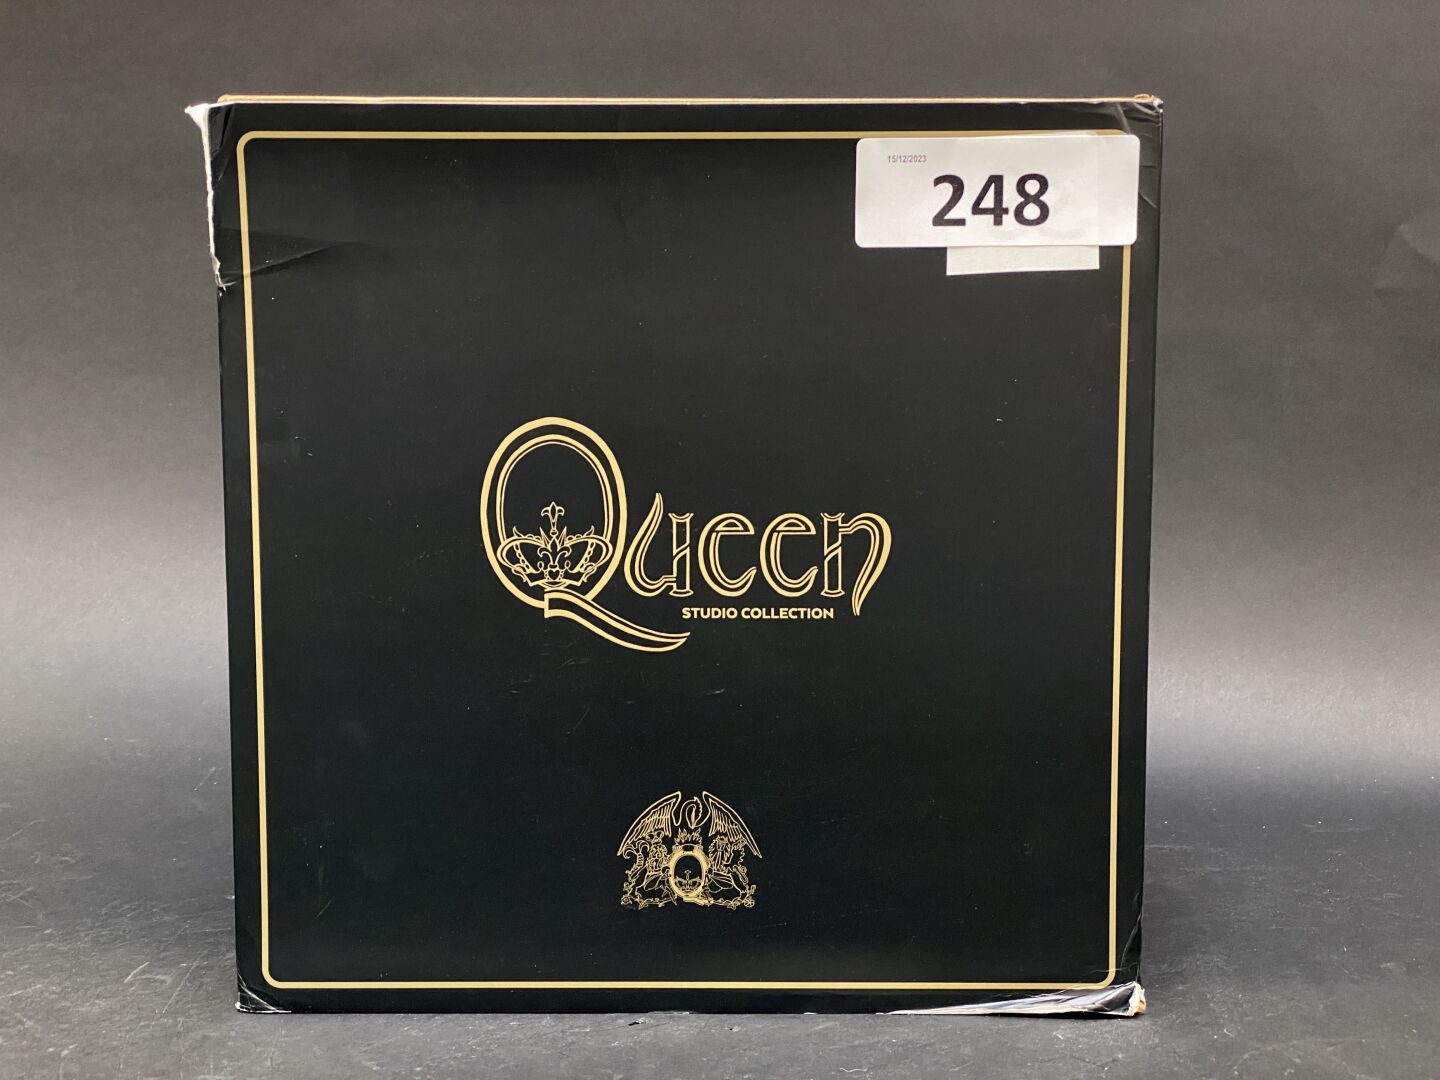 15/12/2023
248
Queen
STUDIO COLLECTION